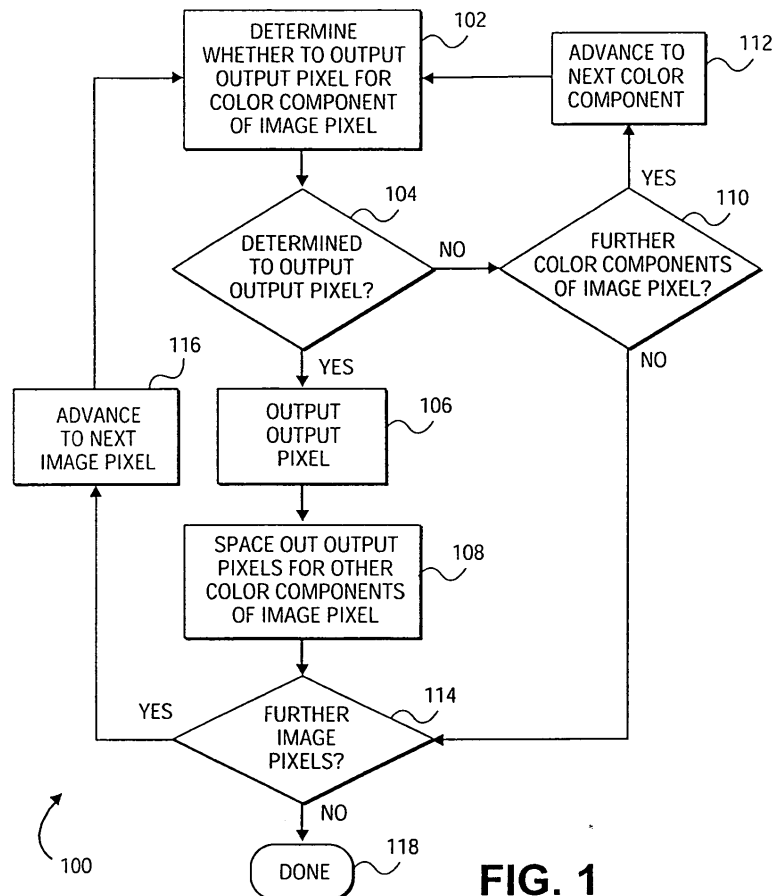 DETERMINE
WHETHER TO OUTPUT
OUTPUT PIXEL FOR
COLOR COMPONENT
OF IMAGE PIXEL
102
ADVANCE TO
NEXT COLOR
COMPONENT
112
YES
104
110
DETERMINED
TO OUTPUT
OUTPUT PIXEL?
NO
FURTHER
COLOR COMPONENTS
OF IMAGE PIXEL?
116
YES
NO
ADVANCE
TO NEXT
IMAGE PIXEL
OUTPUT
OUTPUT
PIXEL
106
SPACE OUT OUTPUT
PIXELS FOR OTHER
COLOR COMPONENTS
OF IMAGE PIXEL
108
YES
114
FURTHER
IMAGE
PIXELS?
NO
100
DONE
118
FIG. 1